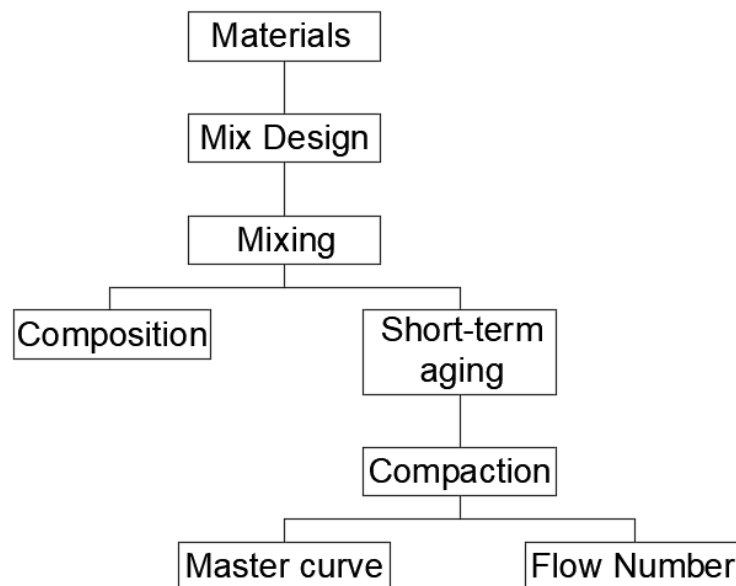 Materials
Mix Design
Mixing
Composition
Short-term
aging
Compaction
Master curve
Flow Number